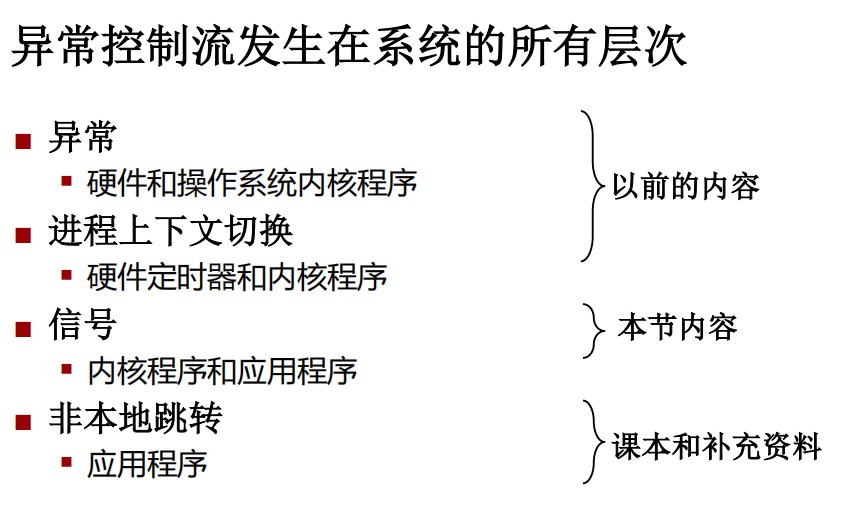 异常控制流发生在系统的所有层次
异常
硬件和操作系统内核程序
进程上下文切换
硬件定时器和内核程序
以前的内容
信号
内核程序和应用程序
本节内容
非本地跳转
应用程序
课本和补充资料